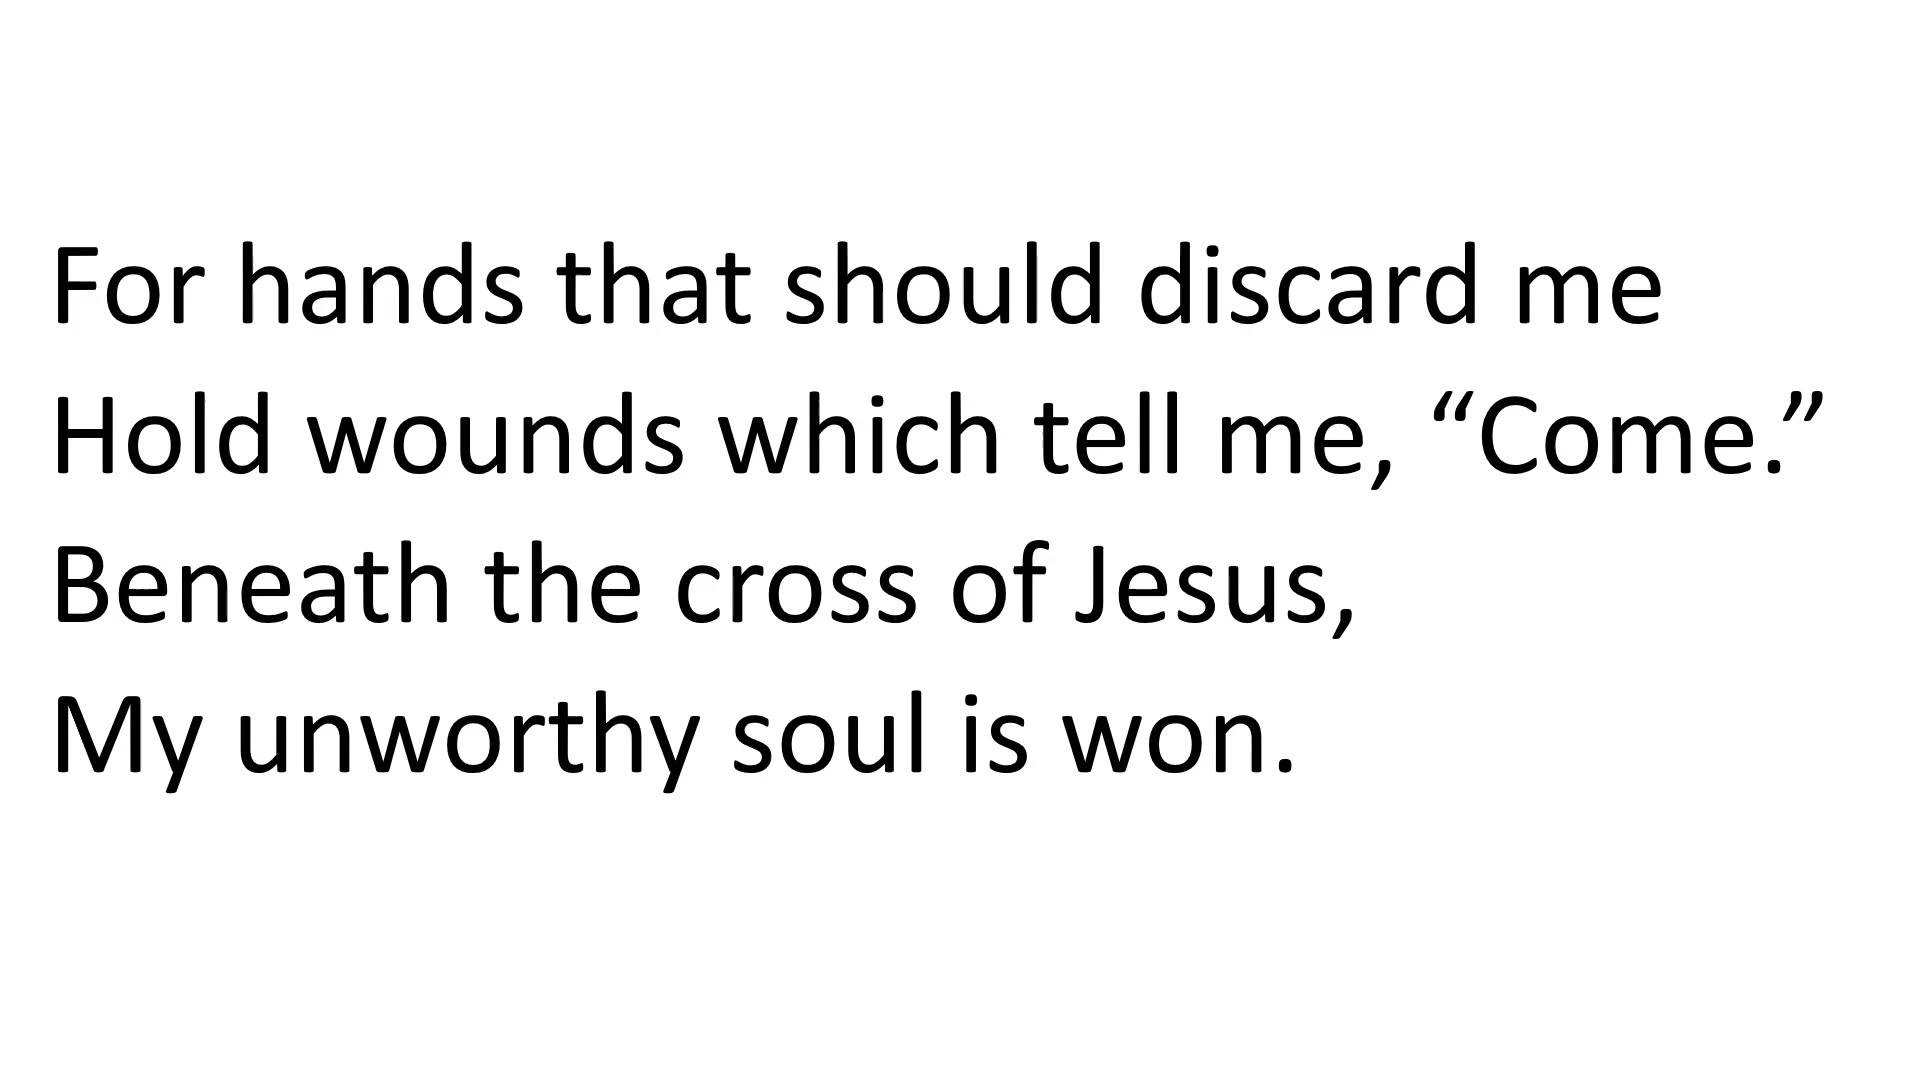 For hands that should discard me
Hold wounds which tell me, “Come.”
Beneath the cross of Jesus,
My unworthy soul is won.